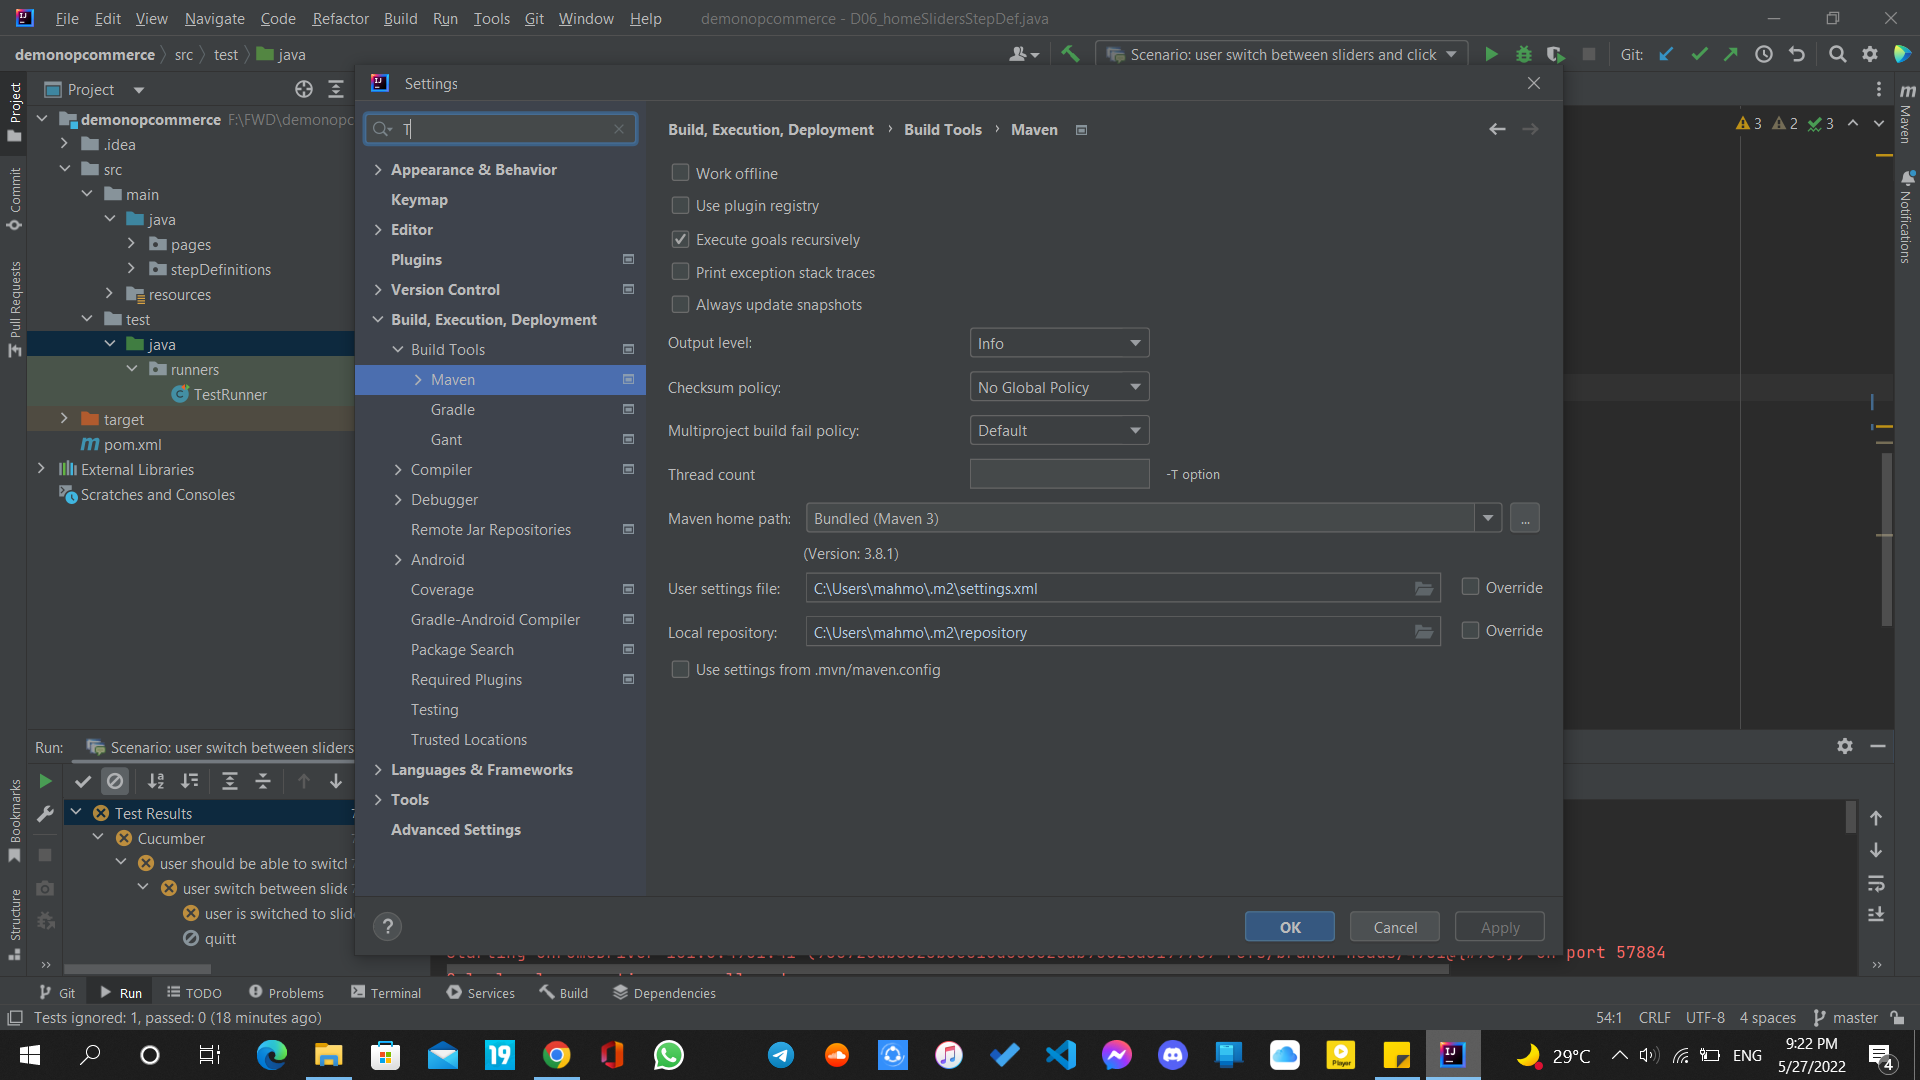 File Edit View Navigate Code Refactor Build Run Tools Git Window Help demonopcommerce - D06_homeSlidersStepDef.java
demonopcommerce src test java
Scenario: user switch between sliders and click
Git:
Project
Settings
demonopcommerce F:\FWD\demonopc
.idea
src
main
java
pages
stepDefinitions
resources
test
java
runners
TestRunner
target
pom.xml
External Libraries
Scratches and Consoles
Project
Commit
Pull Requests
Bookmarks
Structure
T
Appearance & Behavior
Keymap
Editor
Plugins
Version Control
Build, Execution, Deployment
Build Tools
Maven
Gradle
Gant
Compiler
Debugger
Remote Jar Repositories
Android
Coverage
Gradle-Android Compiler
Package Search
Required Plugins
Testing
Trusted Locations
Languages & Frameworks
Tools
Advanced Settings
Build, Execution, Deployment › Build Tools › Maven
Work offline
Use plugin registry
Execute goals recursively
Print exception stack traces
Always update snapshots
Output level: Info
Checksum policy: No Global Policy
Multiproject build fail policy: Default
Thread count -T option
Maven home path: Bundled (Maven 3) ...
(Version: 3.8.1)
User settings file: C:\Users\mahmo\.m2\settings.xml Override
Local repository: C:\Users\mahmo\.m2\repository Override
Use settings from .mvn/maven.config
? OK Cancel Apply
3 2 3
m
Maven
Notifications
Run: Scenario: user switch between sliders
Test Results
Cucumber
user should be able to switch
user switch between slide
user is switched to slide
quitt
port 57884
Git Run TODO Problems Terminal Services Build Dependencies
Tests ignored: 1, passed: 0 (18 minutes ago) 54:1 CRLF UTF-8 4 spaces master
19
Player
29°C ENG
9:22 PM
5/27/2022
4